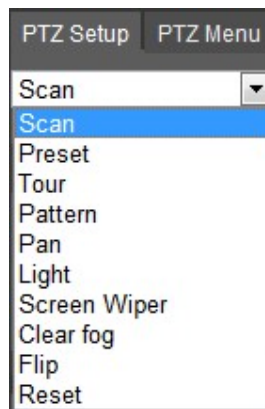 PTZ Setup PTZ Menu
Scan
Scan
Preset
Tour
Pattern
Pan
Light
Screen Wiper
Clear fog
Flip
Reset